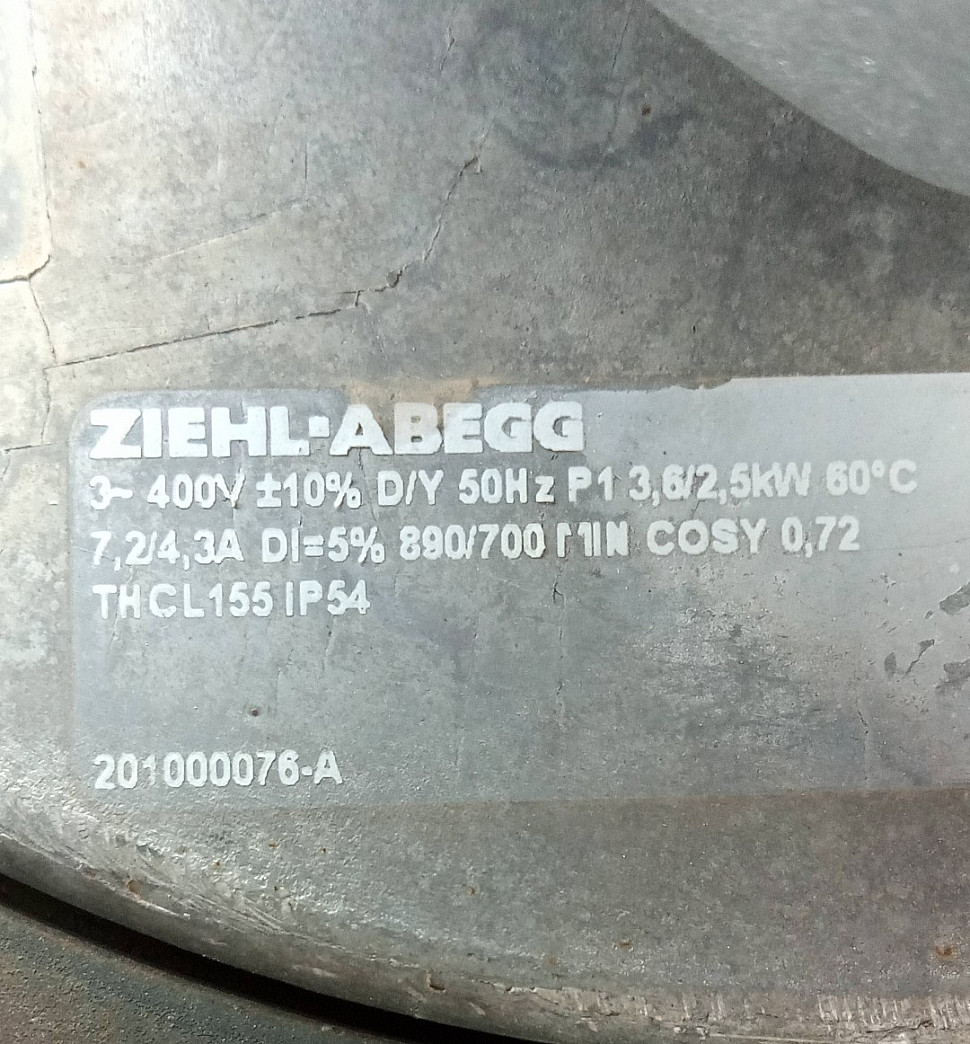 ZIEHL-ABEGG
3~ 400V ±10% D/Y 50Hz P1 3,6/2,5kW 60°C
7,2/4,3A DI=5% 890/700 MIN COSY 0,72
THCL155 IP54
201000076-A